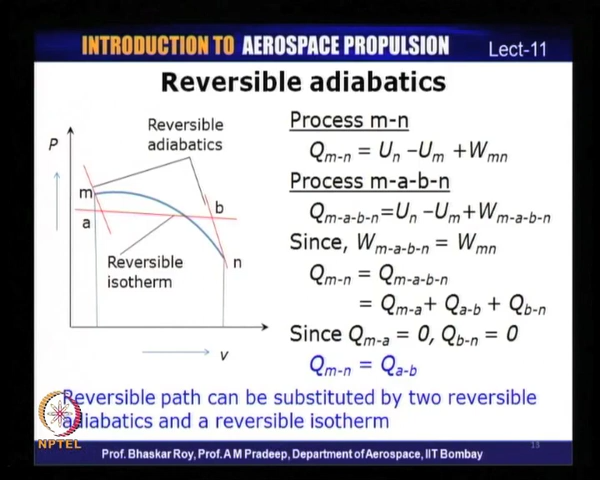 INTRODUCTION TO AEROSPACE PROPULSION
Lect-11
Reversible adiabatics
Reversible
adiabatics
P
m
a
b
n
Reversible
isotherm
v
Process m-n
Qm-n = Un –Um +Wmn
Process m-a-b-n
Qm-a-b-n=Un –Um+Wm-a-b-n
Since, Wm-a-b-n = Wmn
Qm-n = Qm-a-b-n
= Qm-a+ Qa-b + Qb-n
Since Qm-a = 0, Qb-n = 0
Qm-n = Qa-b
Reversible path can be substituted by two reversible
adiabatics and a reversible isotherm
NPTEL
13
Prof. Bhaskar Roy, Prof. A M Pradeep, Department of Aerospace, IIT Bombay